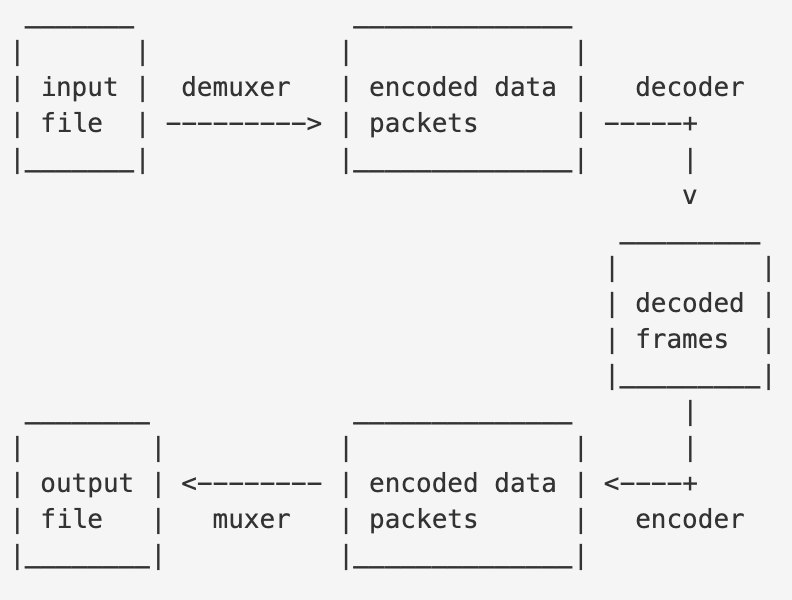 _______              ______________
|       |            |              |
| input |  demuxer   | encoded data |   decoder
| file  | ---------> | packets      | -----+
|_______|            |______________|      |
                                           v
                                       _________
                                      |         |
                                      | decoded |
                                      | frames  |
                                      |_________|
 ________             ______________       |
|        |           |              |      |
| output | <-------- | encoded data | <----+
| file   |   muxer   | packets      |   encoder
|________|           |______________|